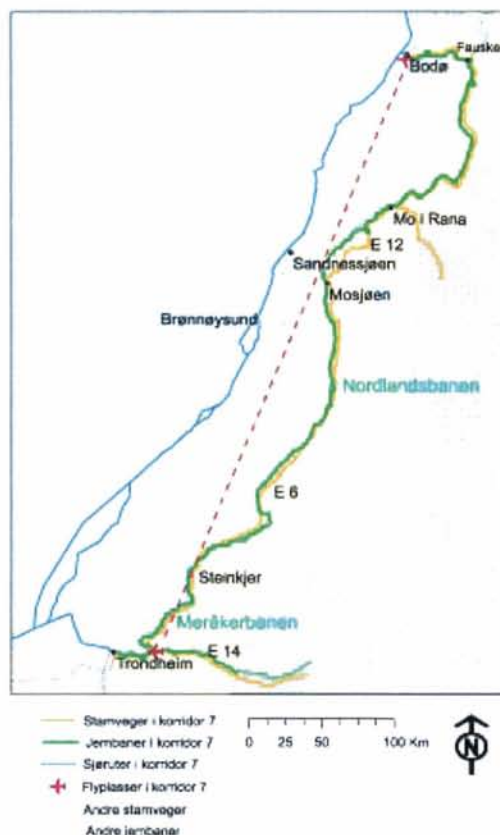 Fauske
Bodø
Mo i Rana
E 12
Sandnessjøen
Mosjøen
Brønnøysund
Nordlandsbanen
E 6
Steinkjer
Meråkerbanen
E 14
Trondheim
Stamveger i korridor 7
Jernbaner i korridor 7
Sjøruter i korridor 7
Flyplasser i korridor 7
Andre stamveger
Andre jernbaner
0 25 50 100 Km
N